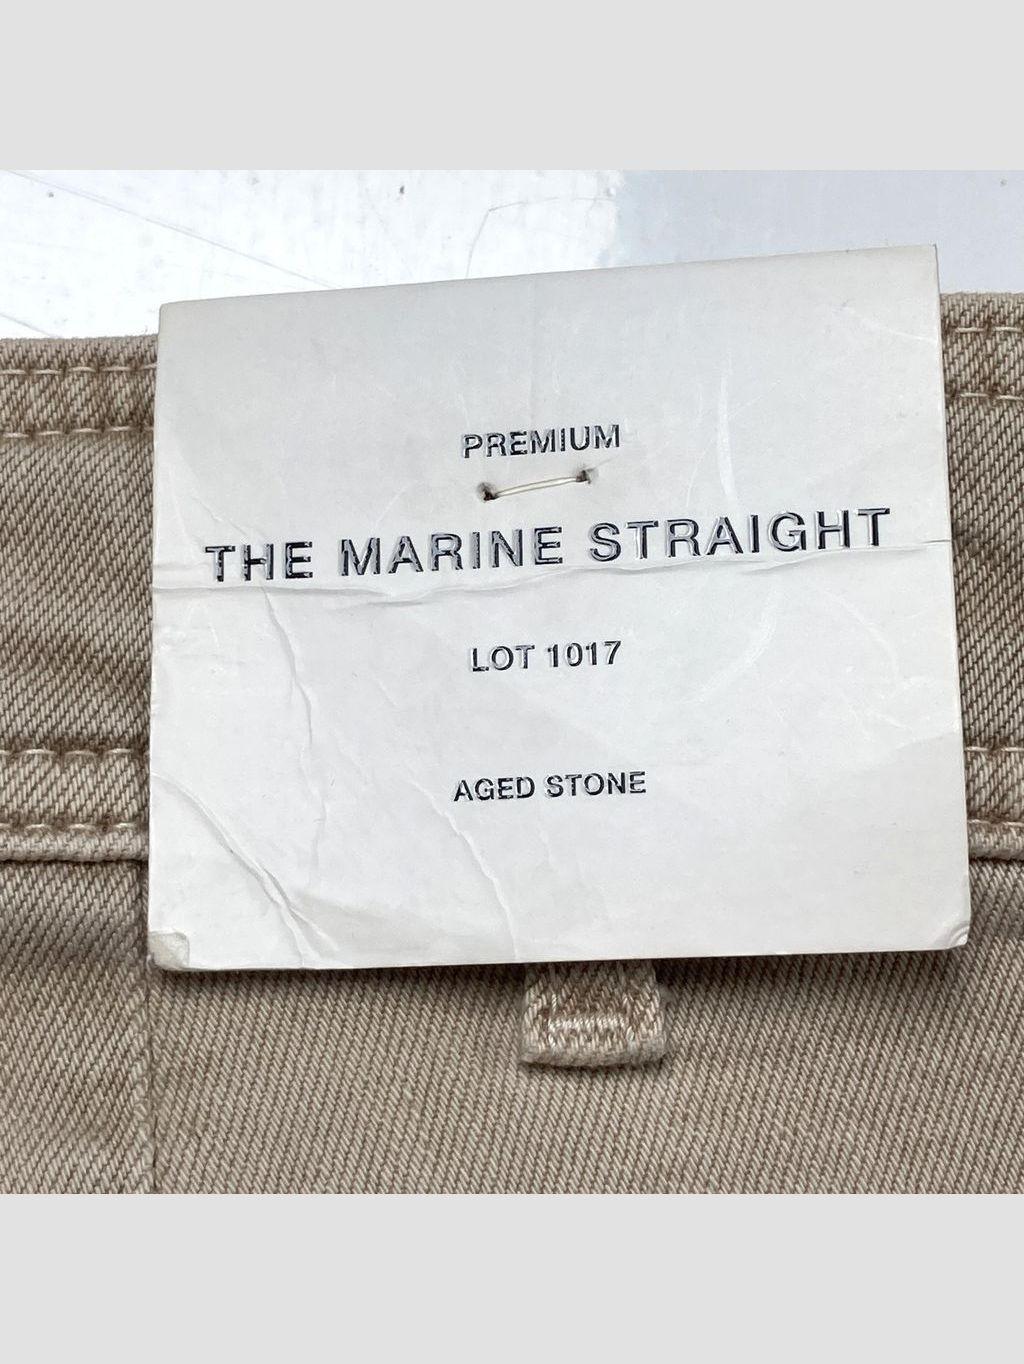 PREMIUM
THE MARINE STRAIGHT
LOT 1017
AGED STONE